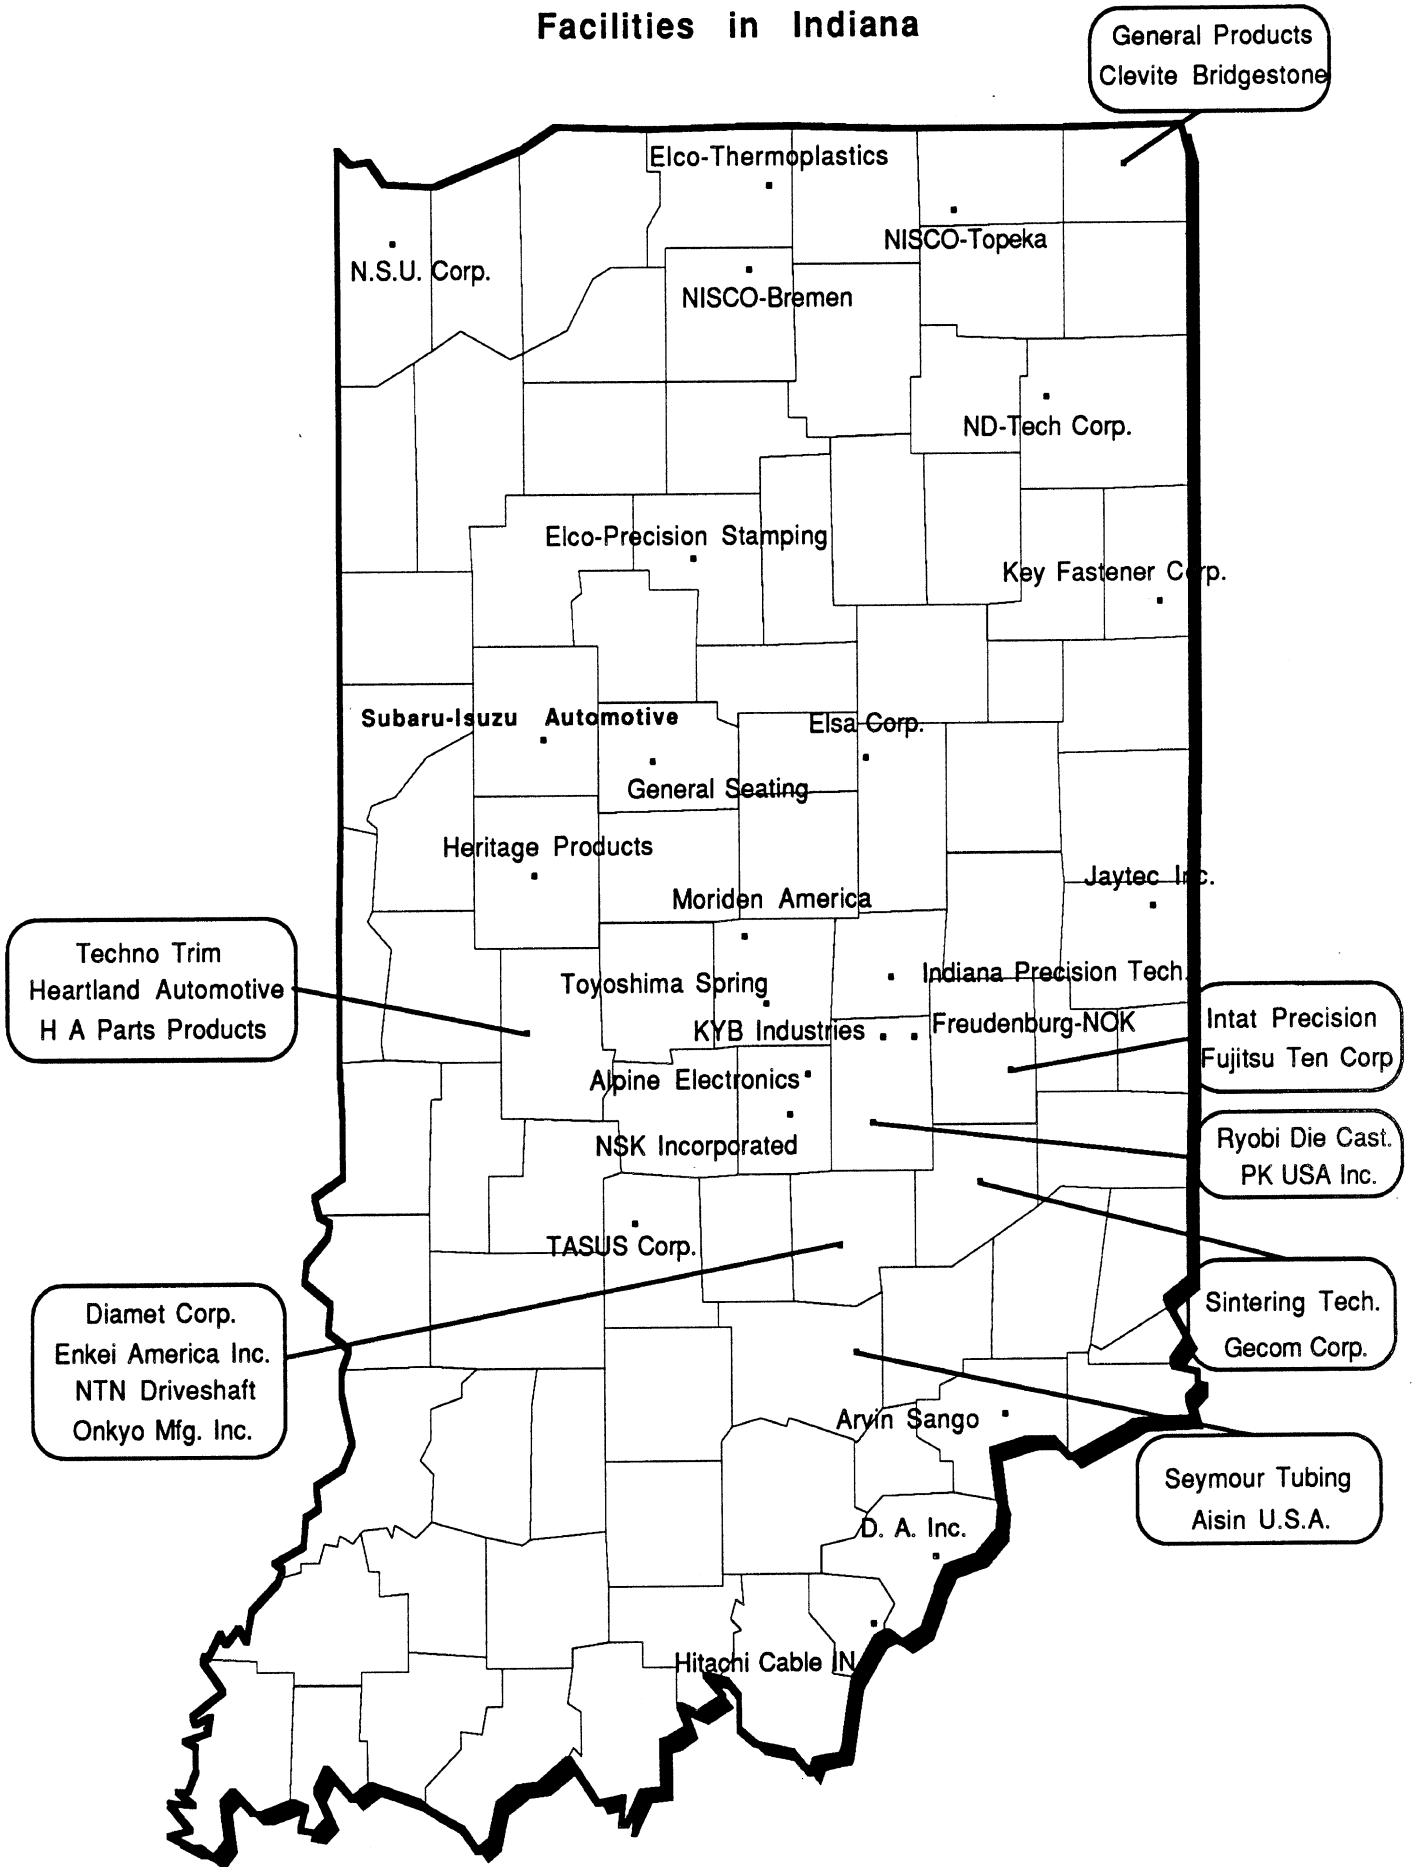 Facilities in Indiana
General Products
Clevite Bridgestone
Elco-Thermoplastics
NISCO-Topeka
N.S.U. Corp.
NISCO-Bremen
ND-Tech Corp.
Elco-Precision Stamping
Key Fastener Corp.
Subaru-Isuzu Automotive
Elsa Corp.
General Seating
Heritage Products
Jaytec Inc.
Moriden America
Techno Trim
Heartland Automotive
H A Parts Products
Indiana Precision Tech.
Toyoshima Spring
KYB Industries
Freudenburg-NOK
Intat Precision
Fujitsu Ten Corp
Alpine Electronics
NSK Incorporated
Ryobi Die Cast.
PK USA Inc.
TASUS Corp.
Diamet Corp.
Enkei America Inc.
NTN Driveshaft
Onkyo Mfg. Inc.
Sintering Tech.
Gecom Corp.
Arvin Sango
Seymour Tubing
Aisin U.S.A.
D. A. Inc.
Hitachi Cable IN